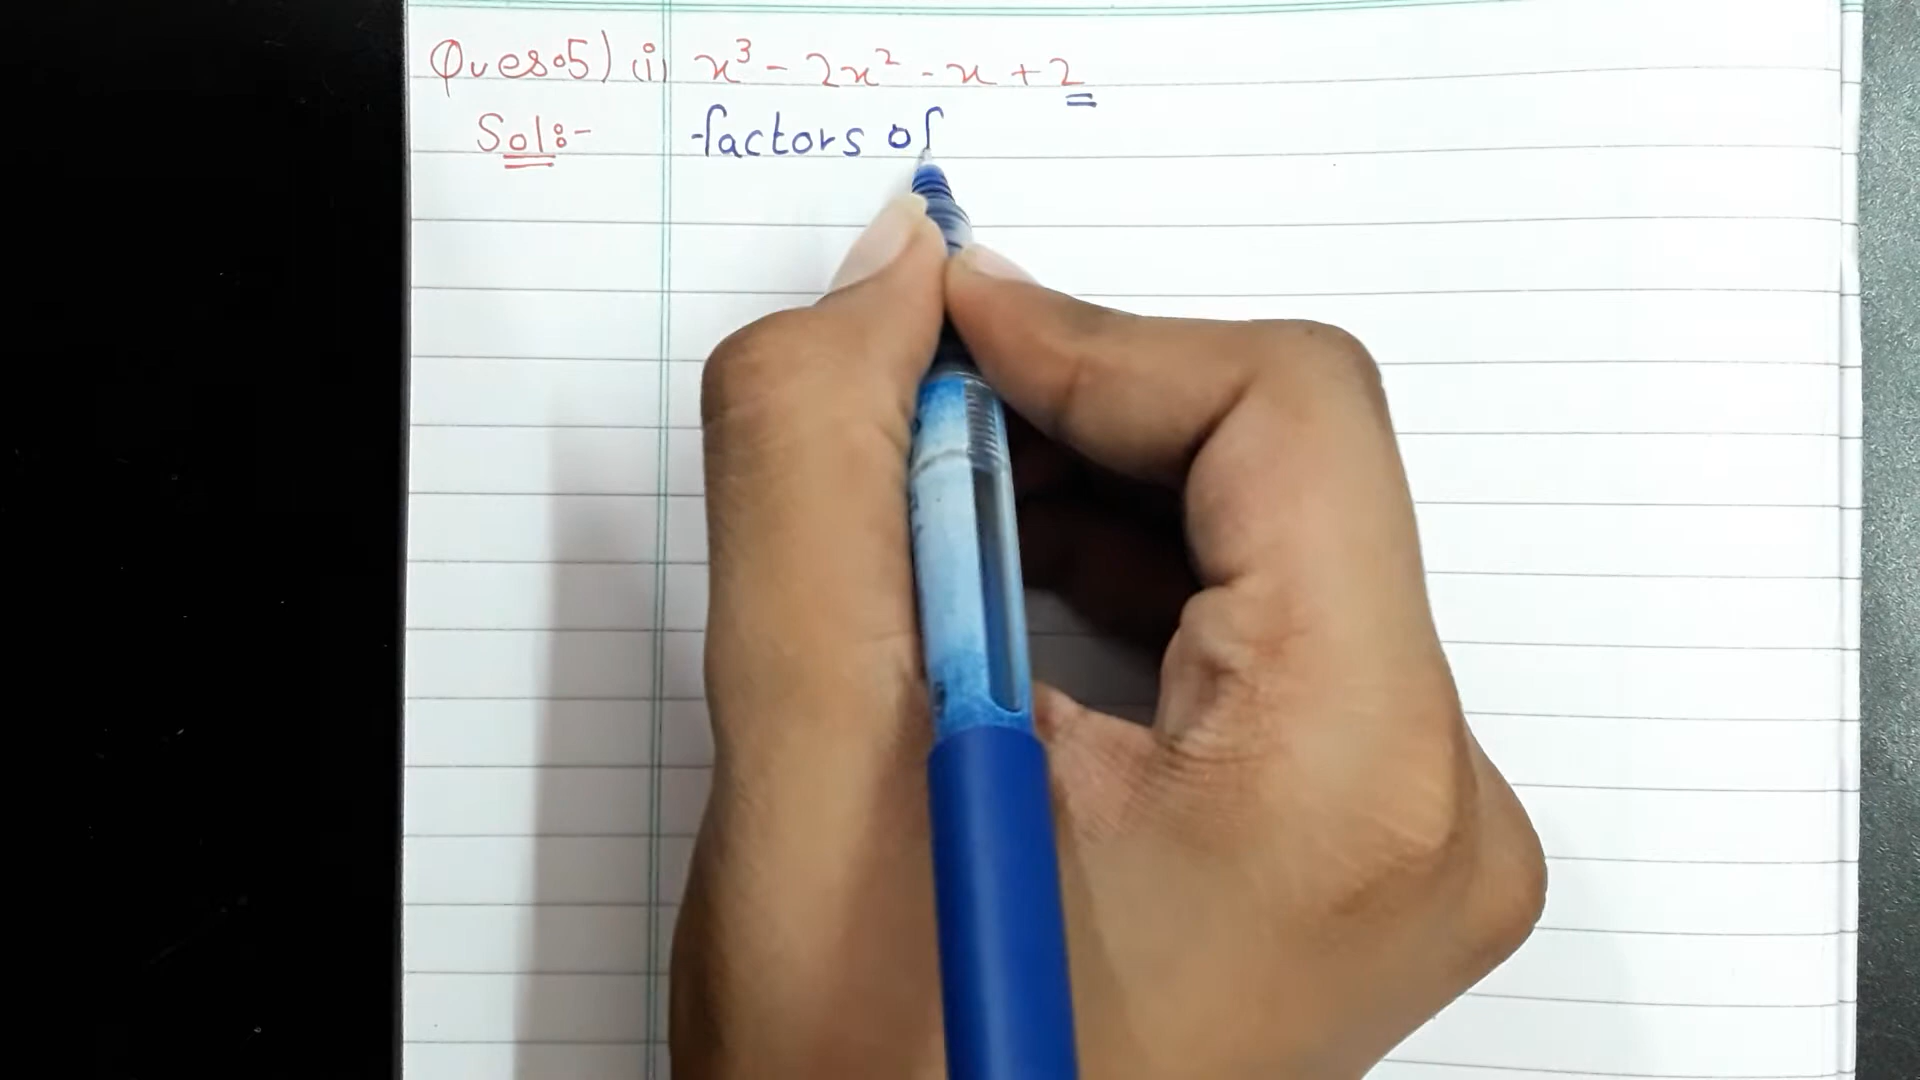 Ques.5) (i) x³ - 2x² - x + 2
Sol:- factors of